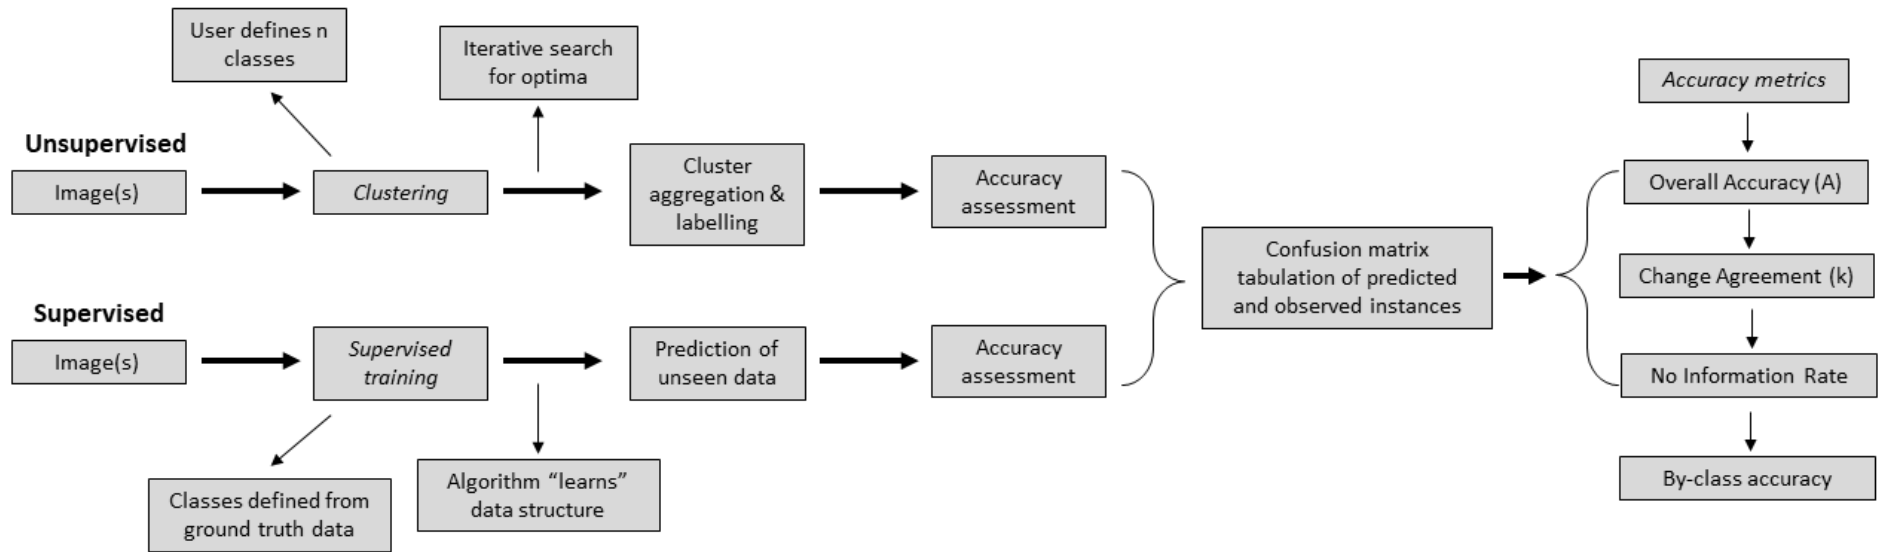 User defines n
classes
Iterative search
for optima
Unsupervised
Image(s)
Clustering
Cluster
aggregation &
labelling
Accuracy
assessment
Supervised
Image(s)
Supervised
training
Prediction of
unseen data
Accuracy
assessment
Classes defined from
ground truth data
Algorithm “learns”
data structure
Confusion matrix
tabulation of predicted
and observed instances
Accuracy metrics
Overall Accuracy (A)
Change Agreement (k)
No Information Rate
By-class accuracy